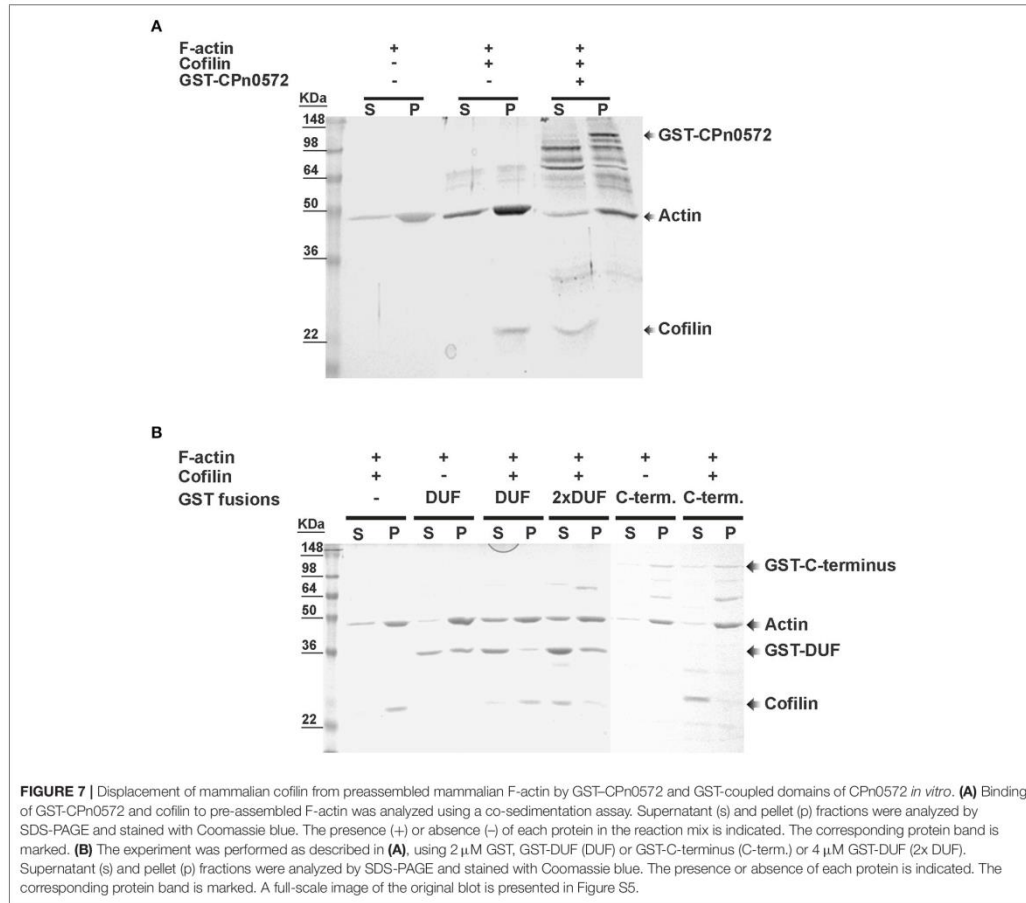 A
F-actin + + +
Cofilin - + +
GST-CPn0572 - - +
KDa S P S P S P
148
GST-CPn0572
98
64
50
Actin
36
Cofilin
22
B
F-actin + + + + + +
Cofilin + - + + - +
GST fusions - DUF DUF 2xDUF C-term. C-term.
KDa S P S P S P S P S P S P
148
98 GST-C-terminus
64
50 Actin
36 GST-DUF
Cofilin
22
FIGURE 7 | Displacement of mammalian cofilin from preassembled mammalian F-actin by GST–CPn0572 and GST-coupled domains of CPn0572 in vitro. (A) Binding
of GST-CPn0572 and cofilin to pre-assembled F-actin was analyzed using a co-sedimentation assay. Supernatant (s) and pellet (p) fractions were analyzed by
SDS-PAGE and stained with Coomassie blue. The presence (+) or absence (–) of each protein in the reaction mix is indicated. The corresponding protein band is
marked. (B) The experiment was performed as described in (A), using 2 μM GST, GST-DUF (DUF) or GST-C-terminus (C-term.) or 4 μM GST-DUF (2x DUF).
Supernatant (s) and pellet (p) fractions were analyzed by SDS-PAGE and stained with Coomassie blue. The presence or absence of each protein is indicated. The
corresponding protein band is marked. A full-scale image of the original blot is presented in Figure S5.